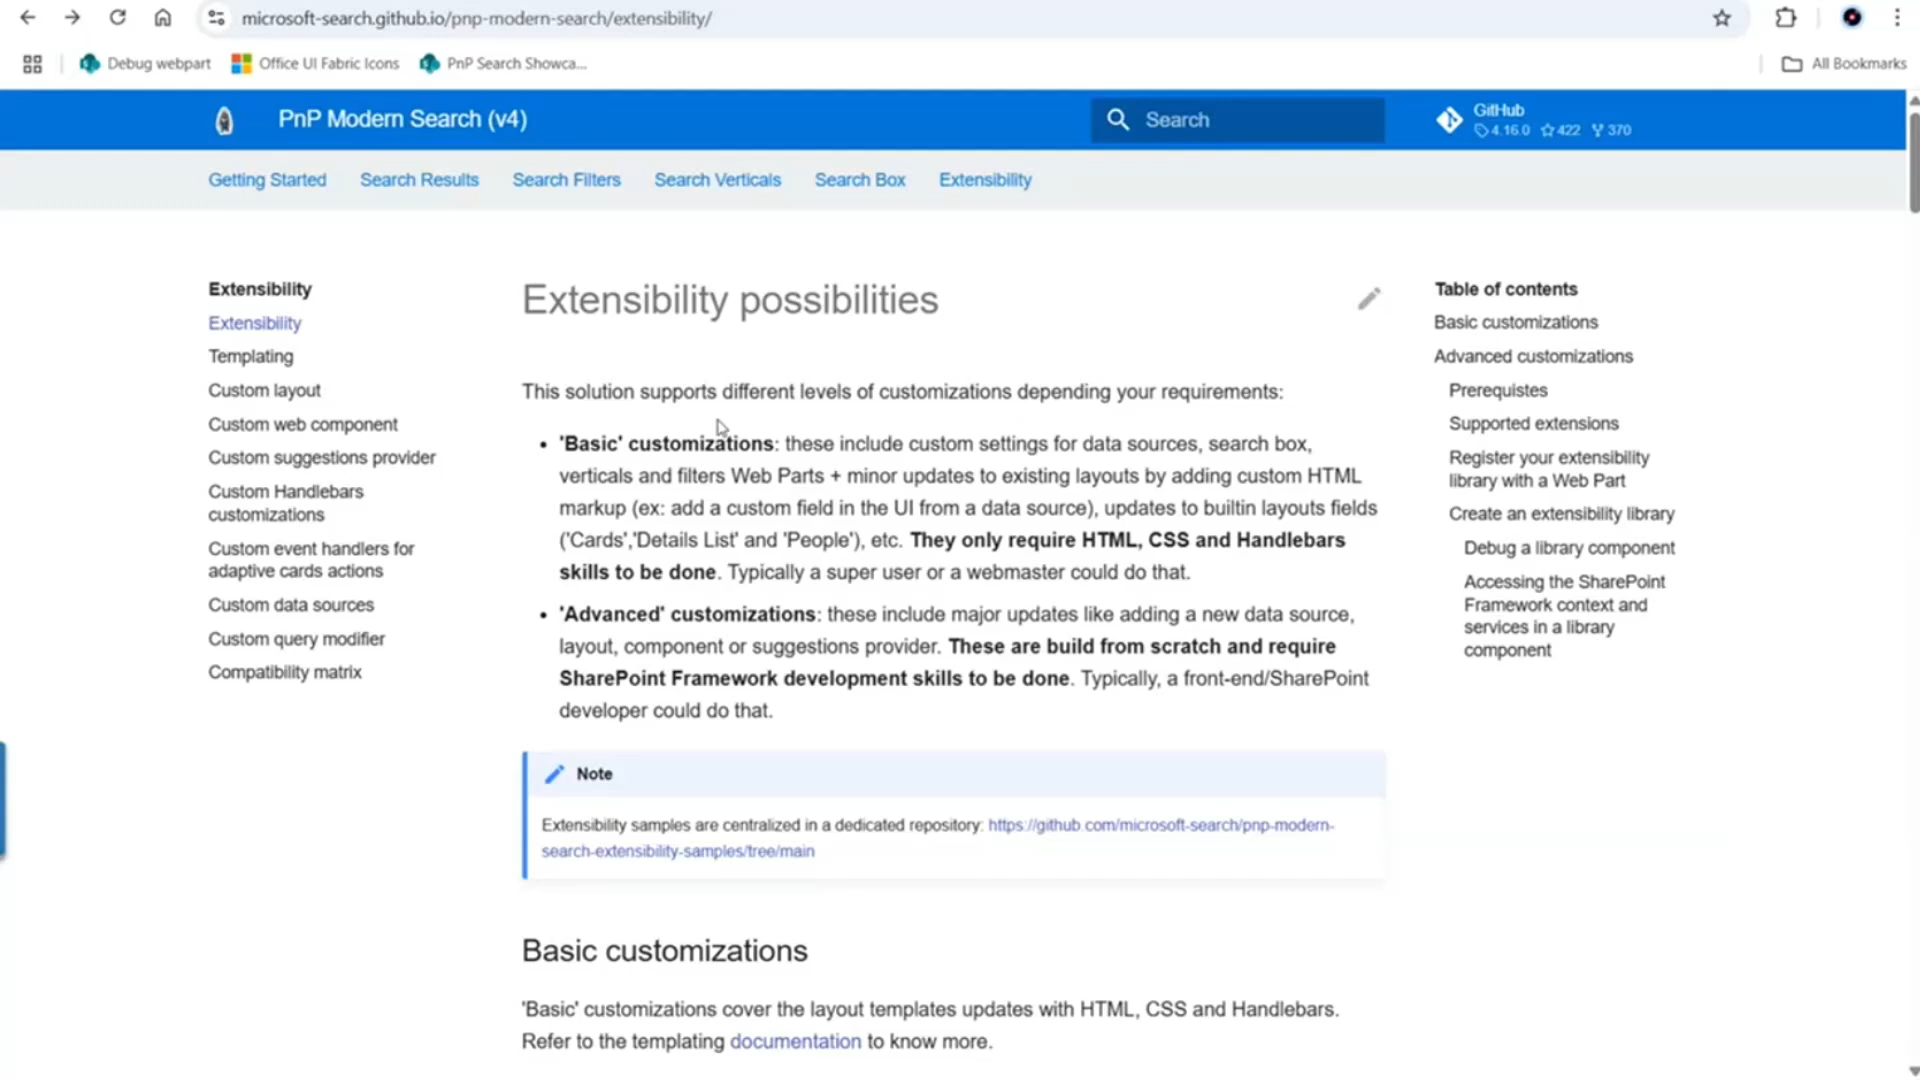 microsoft-search.github.io/pnp-modern-search/extensibility/
Debug webpart
Office UI Fabric Icons
PnP Search Showca...
All Bookmarks
PnP Modern Search (v4)
Search
GitHub
4.16.0 422 370
Getting Started
Search Results
Search Filters
Search Verticals
Search Box
Extensibility
Extensibility
Extensibility
Templating
Custom layout
Custom web component
Custom suggestions provider
Custom Handlebars
customizations
Custom event handlers for
adaptive cards actions
Custom data sources
Custom query modifier
Compatibility matrix
Extensibility possibilities
This solution supports different levels of customizations depending your requirements:
• 'Basic' customizations: these include custom settings for data sources, search box,
verticals and filters Web Parts + minor updates to existing layouts by adding custom HTML
markup (ex: add a custom field in the UI from a data source), updates to builtin layouts fields
('Cards','Details List' and 'People'), etc. They only require HTML, CSS and Handlebars
skills to be done. Typically a super user or a webmaster could do that.
• 'Advanced' customizations: these include major updates like adding a new data source,
layout, component or suggestions provider. These are build from scratch and require
SharePoint Framework development skills to be done. Typically, a front-end/SharePoint
developer could do that.
Note
Extensibility samples are centralized in a dedicated repository: https://github.com/microsoft-search/pnp-modern-
search-extensibility-samples/tree/main
Basic customizations
'Basic' customizations cover the layout templates updates with HTML, CSS and Handlebars.
Refer to the templating documentation to know more.
Table of contents
Basic customizations
Advanced customizations
Prerequistes
Supported extensions
Register your extensibility
library with a Web Part
Create an extensibility library
Debug a library component
Accessing the SharePoint
Framework context and
services in a library
component